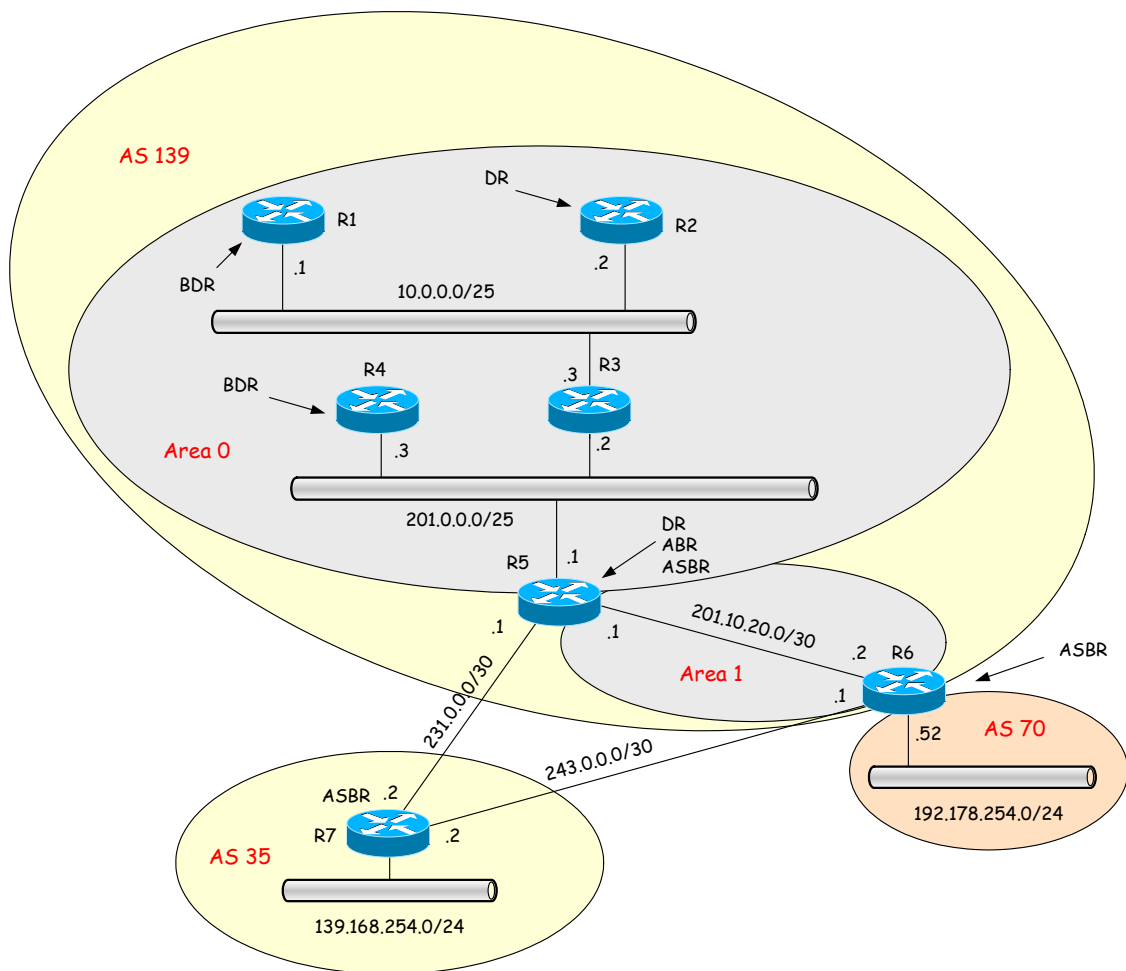 AS 139
DR
R1
R2
BDR
.1
.2
10.0.0.0/25
R4
R3
BDR
.3
Area 0
.3
.2
201.0.0.0/25
DR
ABR
ASBR
R5
.1
.1
.1
201.10.20.0/30
.2
R6
ASBR
Area 1
.1
231.0.0.0/30
243.0.0.0/30
.52
AS 70
192.178.254.0/24
ASBR
.2
R7
.2
AS 35
139.168.254.0/24